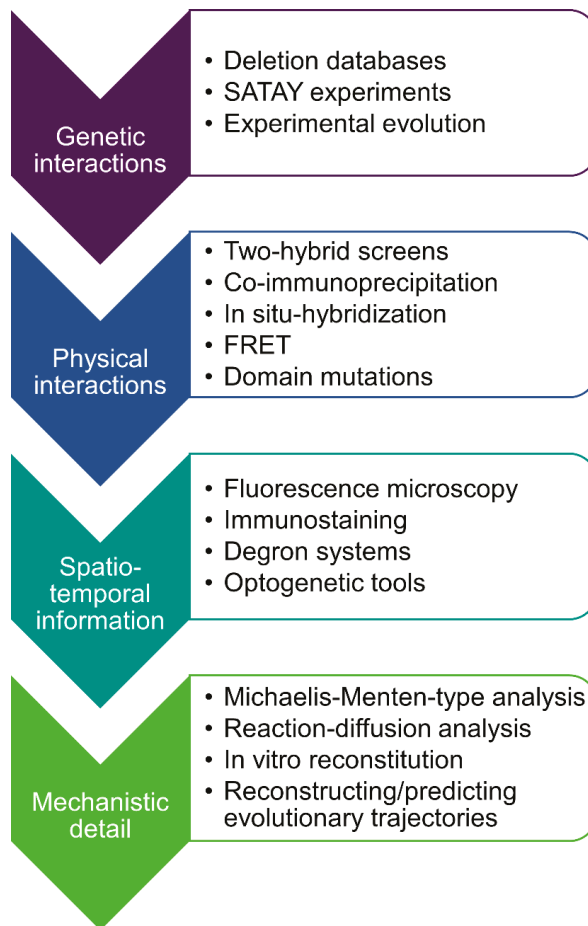 Genetic
interactions
• Deletion databases
• SATAY experiments
• Experimental evolution
Physical
interactions
• Two-hybrid screens
• Co-immunoprecipitation
• In situ-hybridization
• FRET
• Domain mutations
Spatio-
temporal
information
• Fluorescence microscopy
• Immunostaining
• Degron systems
• Optogenetic tools
Mechanistic
detail
• Michaelis-Menten-type analysis
• Reaction-diffusion analysis
• In vitro reconstitution
• Reconstructing/predicting
evolutionary trajectories